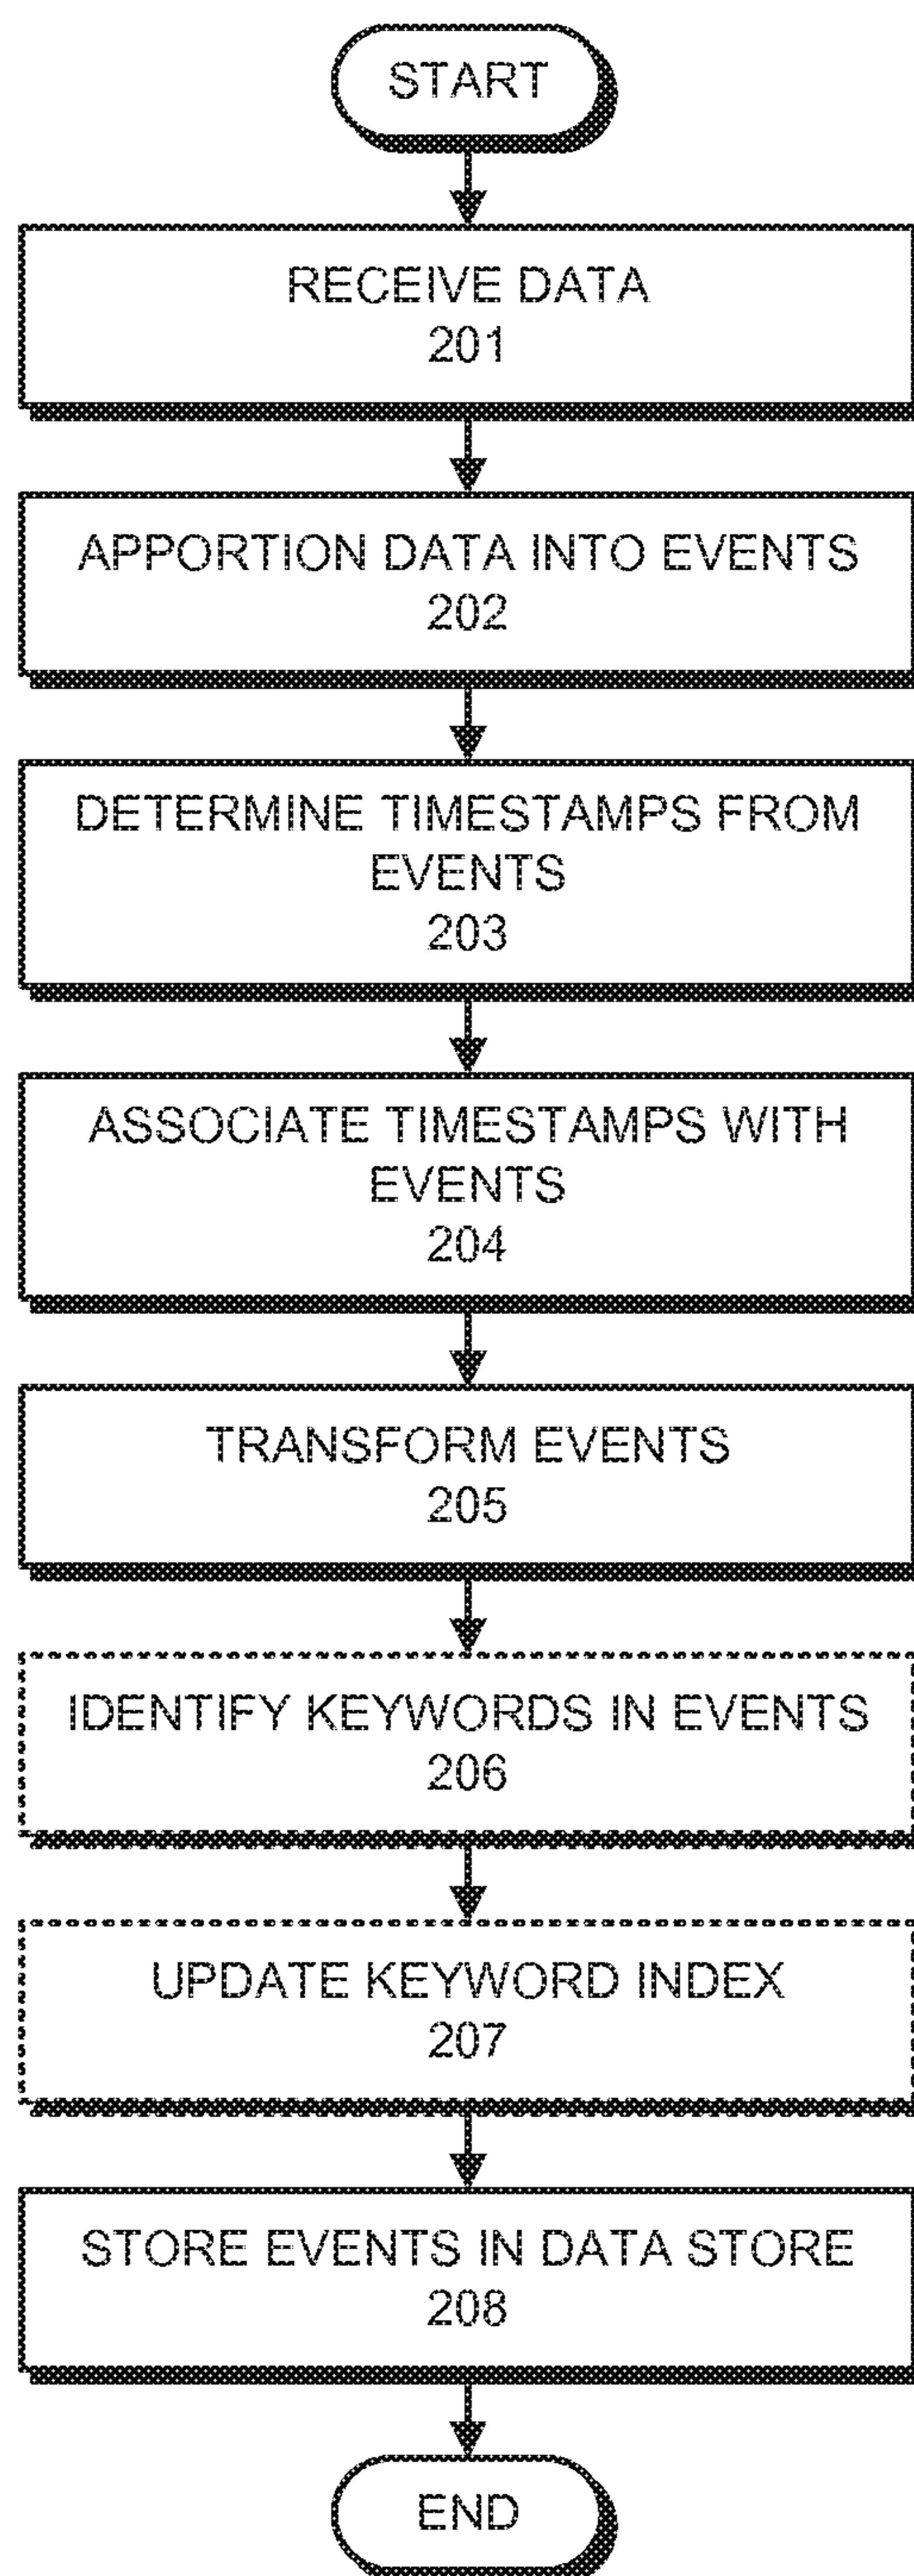 START
RECEIVE DATA
201
APPORTION DATA INTO EVENTS
202
DETERMINE TIMESTAMPS FROM
EVENTS
203
ASSOCIATE TIMESTAMPS WITH
EVENTS
204
TRANSFORM EVENTS
205
IDENTIFY KEYWORDS IN EVENTS
206
UPDATE KEYWORD INDEX
207
STORE EVENTS IN DATA STORE
208
END